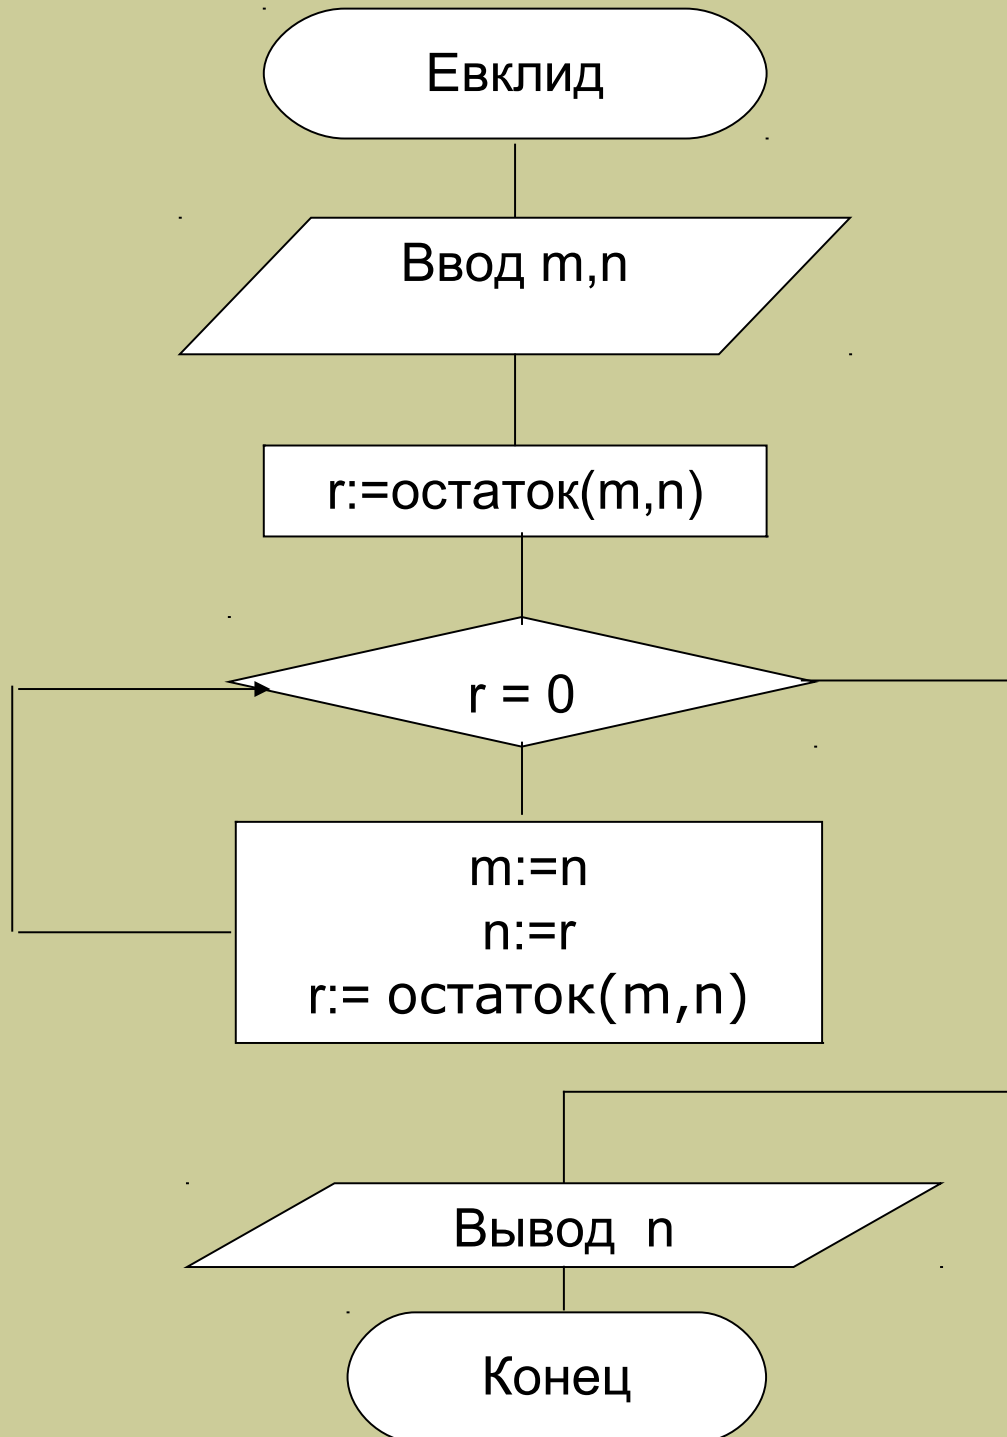 Евклид
Ввод m,n
r:=остаток(m,n)
r = 0
m:=n
n:=r
r:= остаток(m,n)
Вывод n
Конец